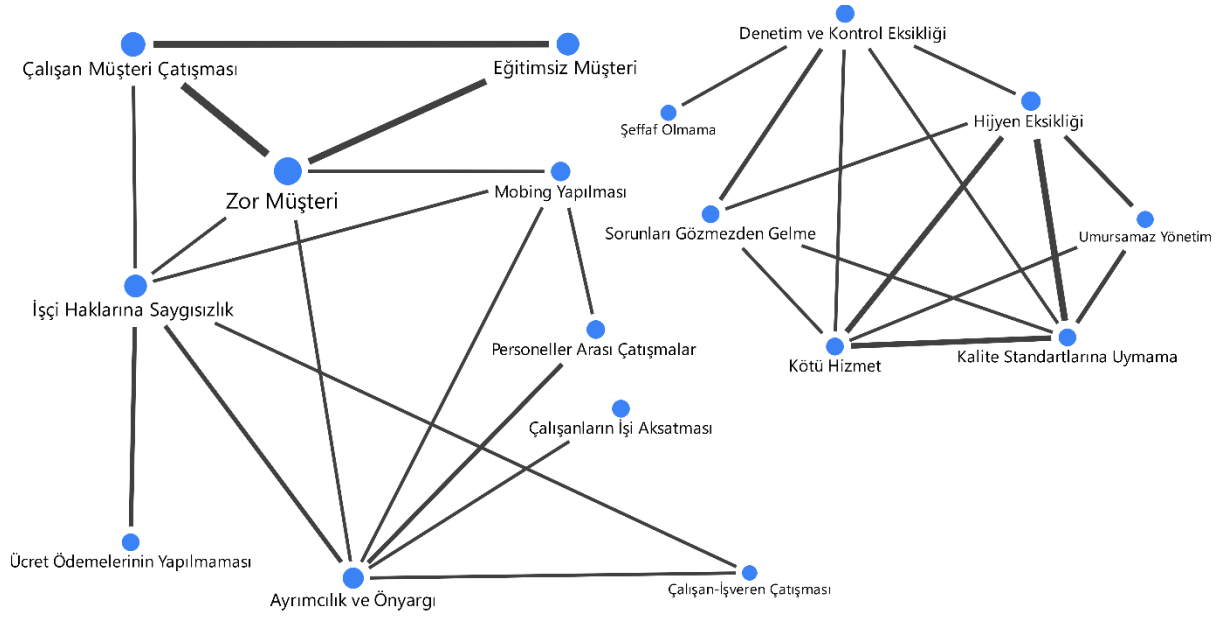 Denetim ve Kontrol Eksikliği
Çalışan Müşteri Çatışması
Eğitimsiz Müşteri
Hijyen Eksikliği
Şeffaf Olmama
Zor Müşteri
Mobing Yapılması
Sorunları Gözmezden Gelme
Umursamaz Yönetim
İşçi Haklarına Saygısızlık
Personeller Arası Çatışmalar
Kötü Hizmet
Kalite Standartlarına Uymama
Çalışanların İşi Aksatması
Ücret Ödemelerinin Yapılmaması
Ayrımcılık ve Önyargı
Çalışan-İşveren Çatışması